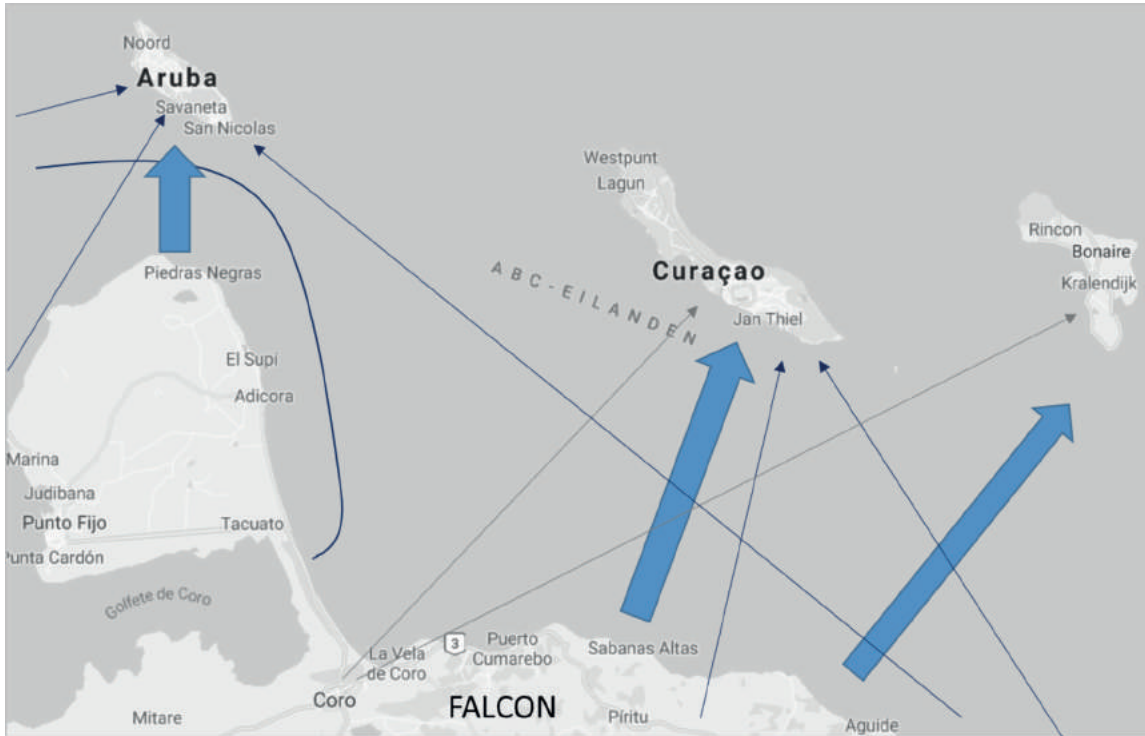 Noord
Aruba
Savaneta
San Nicolas
Westpunt
Lagun
Rincon
Bonaire
Kralendijk
Curaçao
ABC-EILANDEN
Jan Thiel
Piedras Negras
El Supi
Adicora
Marina
Judibana
Punto Fijo
Tacuato
Punta Cardón
Golfete de Coro
3
La Vela
de Coro
Puerto
Cumarebo
Sabanas Altas
Coro
FALCON
Mitare
Píritu
Aguide